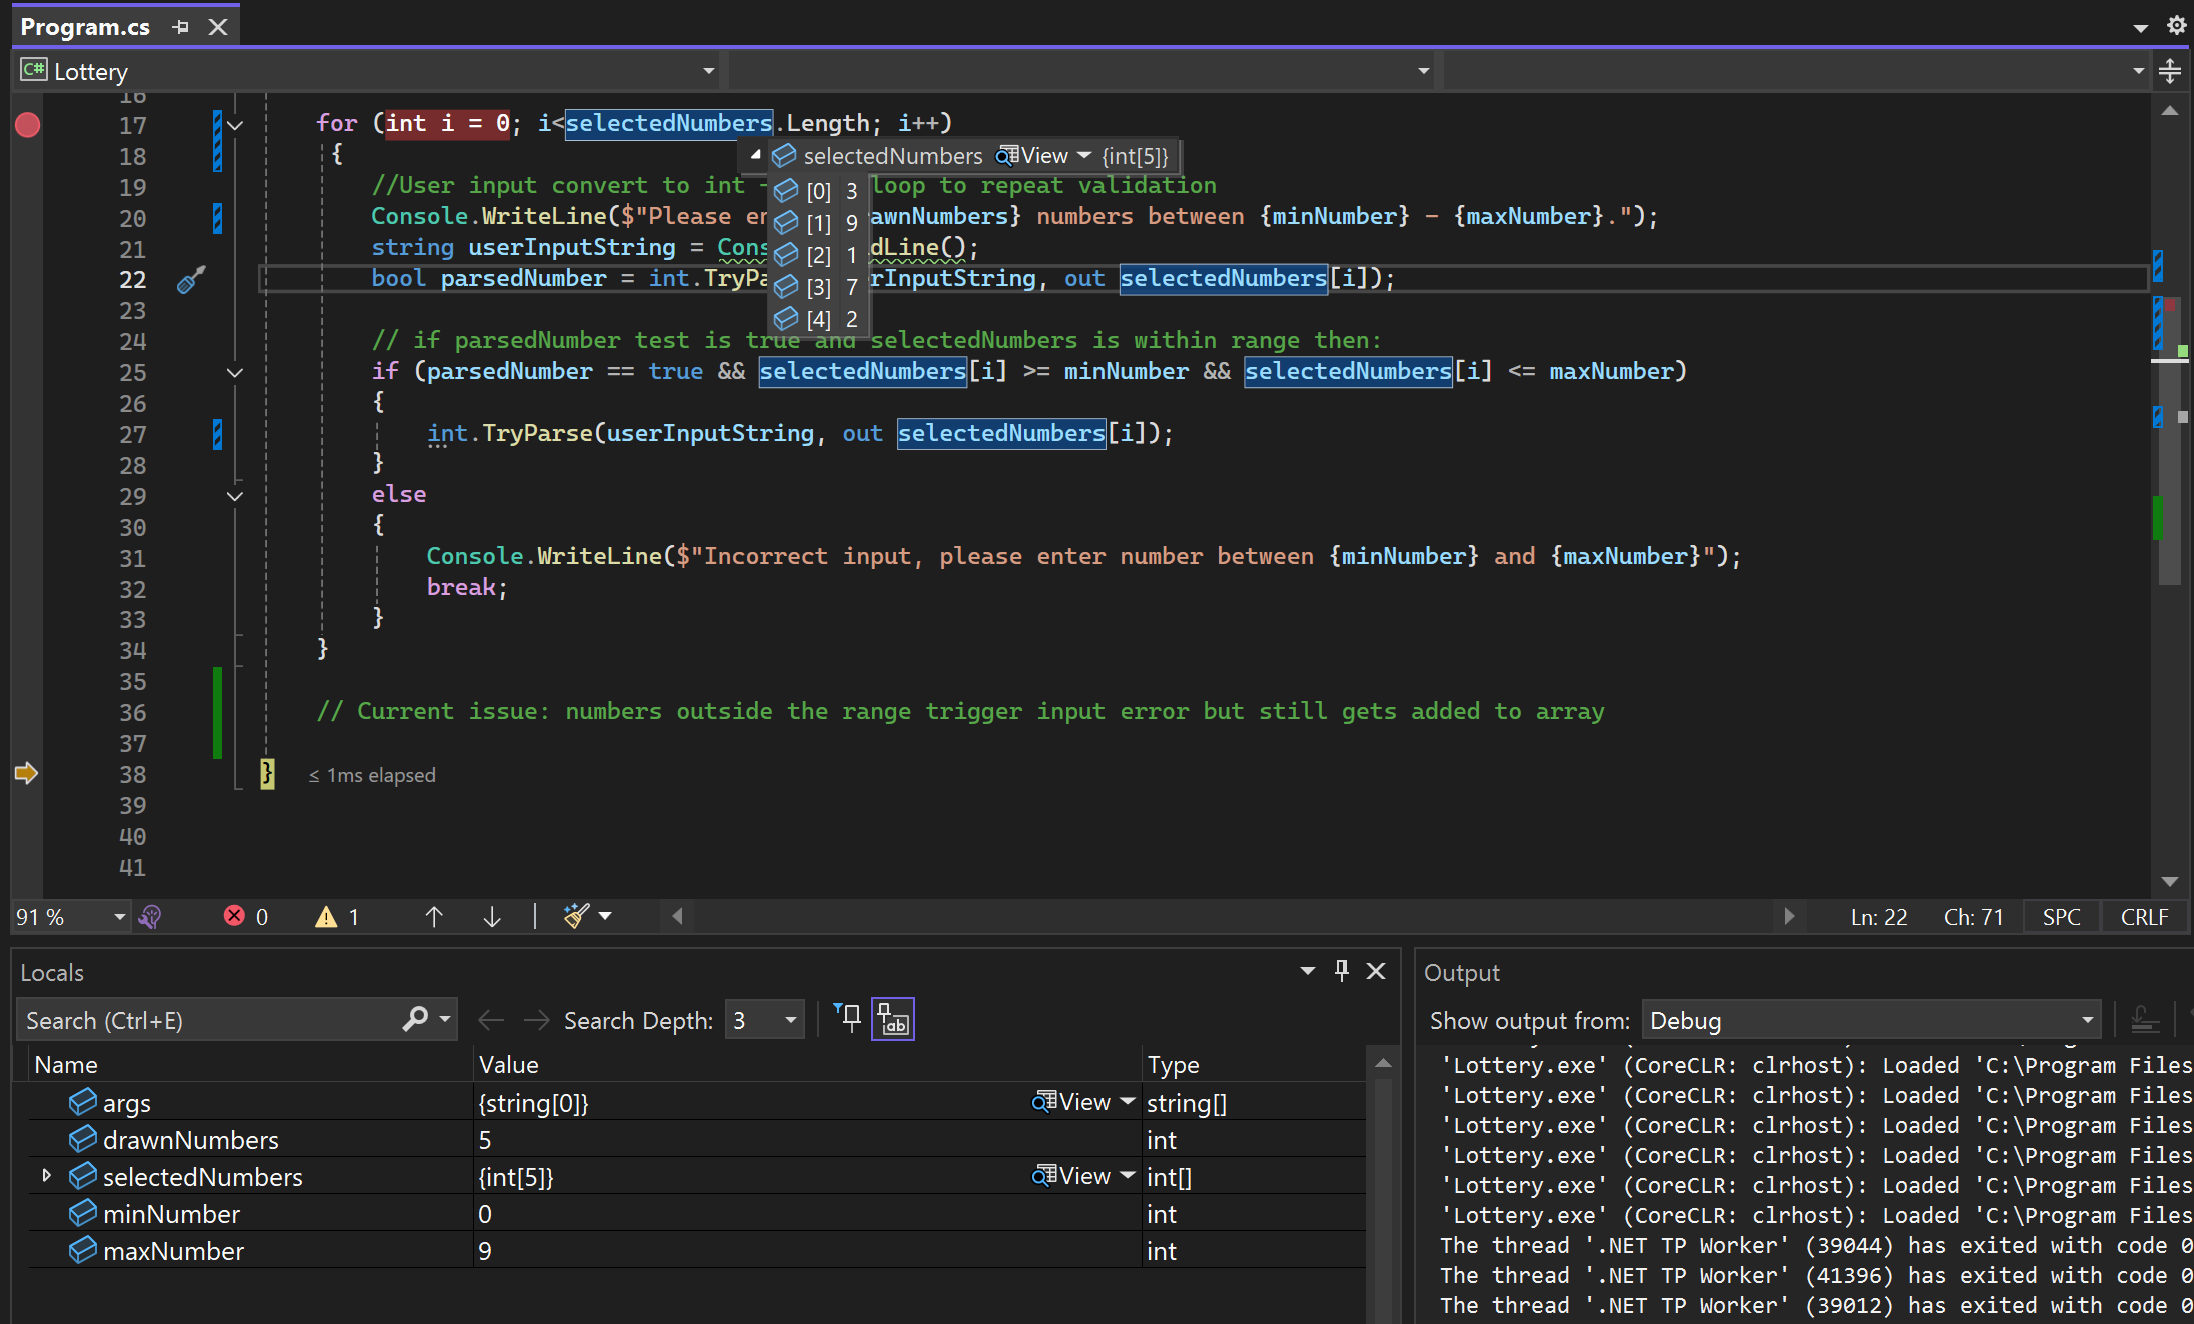 Program.cs
C# Lottery
16
17 for (int i = 0; i<selectedNumbers.Length; i++)
18 {
selectedNumbers View {int[5]}
[0] 3
[1] 9
[2] 1
[3] 7
[4] 2
19 //User input convert to int - loop to repeat validation
20 Console.WriteLine($"Please en awnNumbers} numbers between {minNumber} - {maxNumber}.");
21 string userInputString = Cons dLine();
22 bool parsedNumber = int.TryPa rInputString, out selectedNumbers[i]);
23
24 // if parsedNumber test is true and selectedNumbers is within range then:
25 if (parsedNumber == true && selectedNumbers[i] >= minNumber && selectedNumbers[i] <= maxNumber)
26 {
27 int.TryParse(userInputString, out selectedNumbers[i]);
28 }
29 else
30 {
31 Console.WriteLine($"Incorrect input, please enter number between {minNumber} and {maxNumber}");
32 break;
33 }
34 }
35
36 // Current issue: numbers outside the range trigger input error but still gets added to array
37
38 } ≤ 1ms elapsed
39
40
41
91 % 0 1 Ln: 22 Ch: 71 SPC CRLF
Locals
Search (Ctrl+E) Search Depth: 3
Name Value Type
args {string[0]} View string[]
drawnNumbers 5 int
selectedNumbers {int[5]} View int[]
minNumber 0 int
maxNumber 9 int
Output
Show output from: Debug
'Lottery.exe' (CoreCLR: clrhost): Loaded 'C:\Program Files
'Lottery.exe' (CoreCLR: clrhost): Loaded 'C:\Program Files
'Lottery.exe' (CoreCLR: clrhost): Loaded 'C:\Program Files
'Lottery.exe' (CoreCLR: clrhost): Loaded 'C:\Program Files
'Lottery.exe' (CoreCLR: clrhost): Loaded 'C:\Program Files
'Lottery.exe' (CoreCLR: clrhost): Loaded 'C:\Program Files
The thread '.NET TP Worker' (39044) has exited with code 0
The thread '.NET TP Worker' (41396) has exited with code 0
The thread '.NET TP Worker' (39012) has exited with code 0